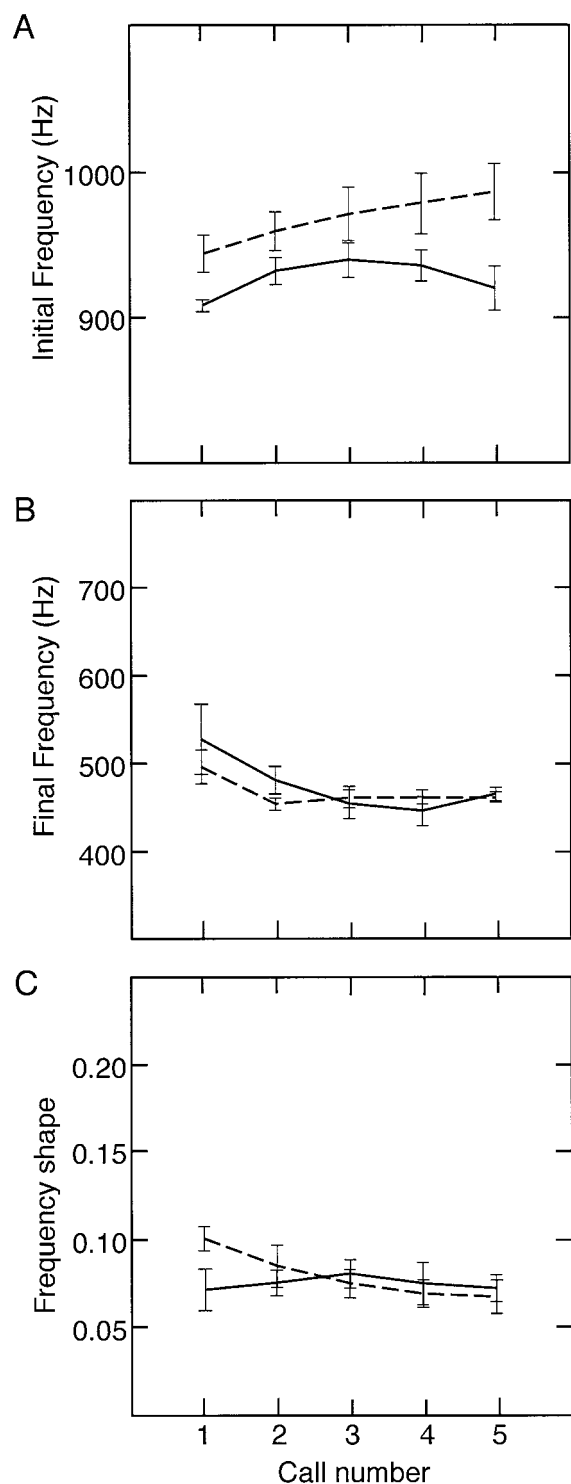 A
Initial Frequency (Hz)
1000
900
B
Final Frequency (Hz)
700
600
500
400
C
Frequency shape
0.20
0.15
0.10
0.05
1 2 3 4 5
Call number